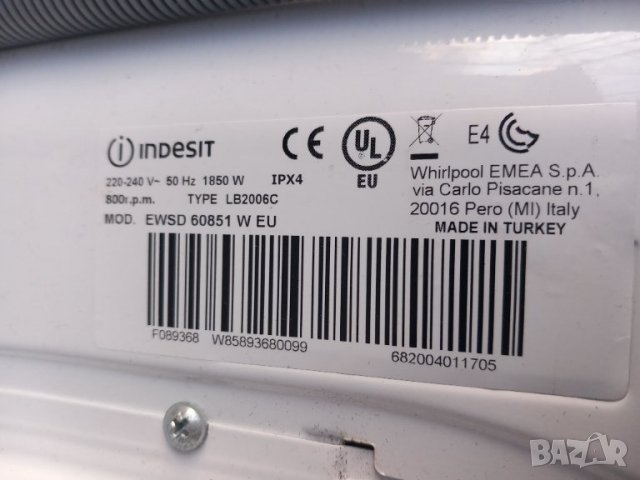 indesit
CE
UL
EU
E4
220-240 V~ 50 Hz 1850 W IPX4
800r.p.m. TYPE LB2006C
MOD. EWSD 60851 W EU
Whirlpool EMEA S.p.A.
via Carlo Pisacane n.1,
20016 Pero (MI) Italy
MADE IN TURKEY
F089368 W85893680099
682004011705
BAZAR
bg